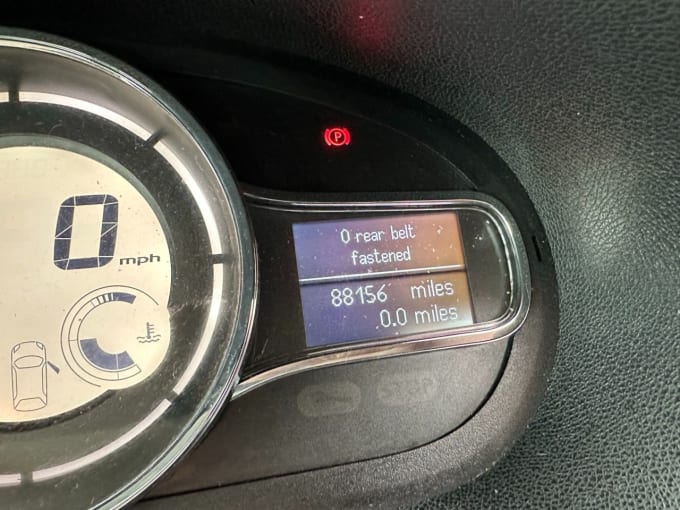 P
0 mph
0 rear belt
fastened
88156 miles
0.0 miles